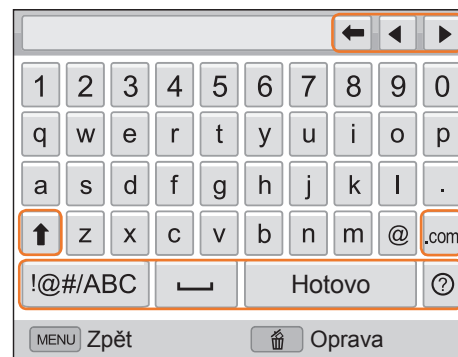 1 2 3 4 5 6 7 8 9 0
q w e r t y u i o p
a s d f g h j k l .
z x c v b n m @ .com
!@#/ABC Hotovo ?
MENU Zpět Oprava